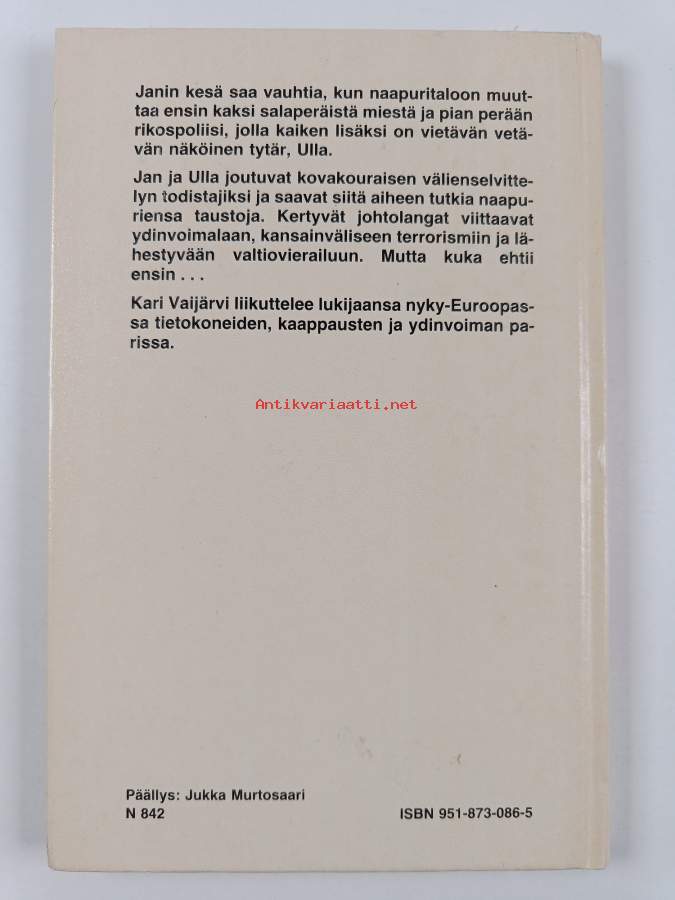 Janin kesä saa vauhtia, kun naapuritaloon muut-
taa ensin kaksi salaperäistä miestä ja pian perään
rikospoliisi, jolla kaiken lisäksi on vietävän vetä-
vän näköinen tytär, Ulla.
Jan ja Ulla joutuvat kovakouraisen välienselvitte-
lyn todistajiksi ja saavat siitä aiheen tutkia naapu-
riensa taustoja. Kertyvät johtolangat viittaavat
ydinvoimalaan, kansainväliseen terrorismiin ja lä-
hestyvään valtiovierailuun. Mutta kuka ehtii
ensin . . .
Kari Vaijärvi liikuttelee lukijaansa nyky-Euroopas-
sa tietokoneiden, kaappausten ja ydinvoiman pa-
rissa.
Antikvariaatti.net
Päällys: Jukka Murtosaari
N 842
ISBN 951-873-086-5